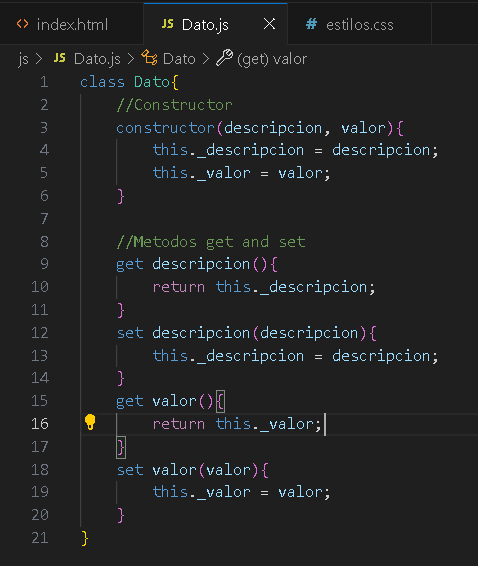 index.html JS Dato.js # estilos.css
js > JS Dato.js > Dato > (get) valor
1 class Dato{
2 //Constructor
3 constructor(descripcion, valor){
4 this._descripcion = descripcion;
5 this._valor = valor;
6 }
7
8 //Metodos get and set
9 get descripcion(){
10 return this._descripcion;
11 }
12 set descripcion(descripcion){
13 this._descripcion = descripcion;
14 }
15 get valor(){
16 return this._valor;
17 }
18 set valor(valor){
19 this._valor = valor;
20 }
21 }